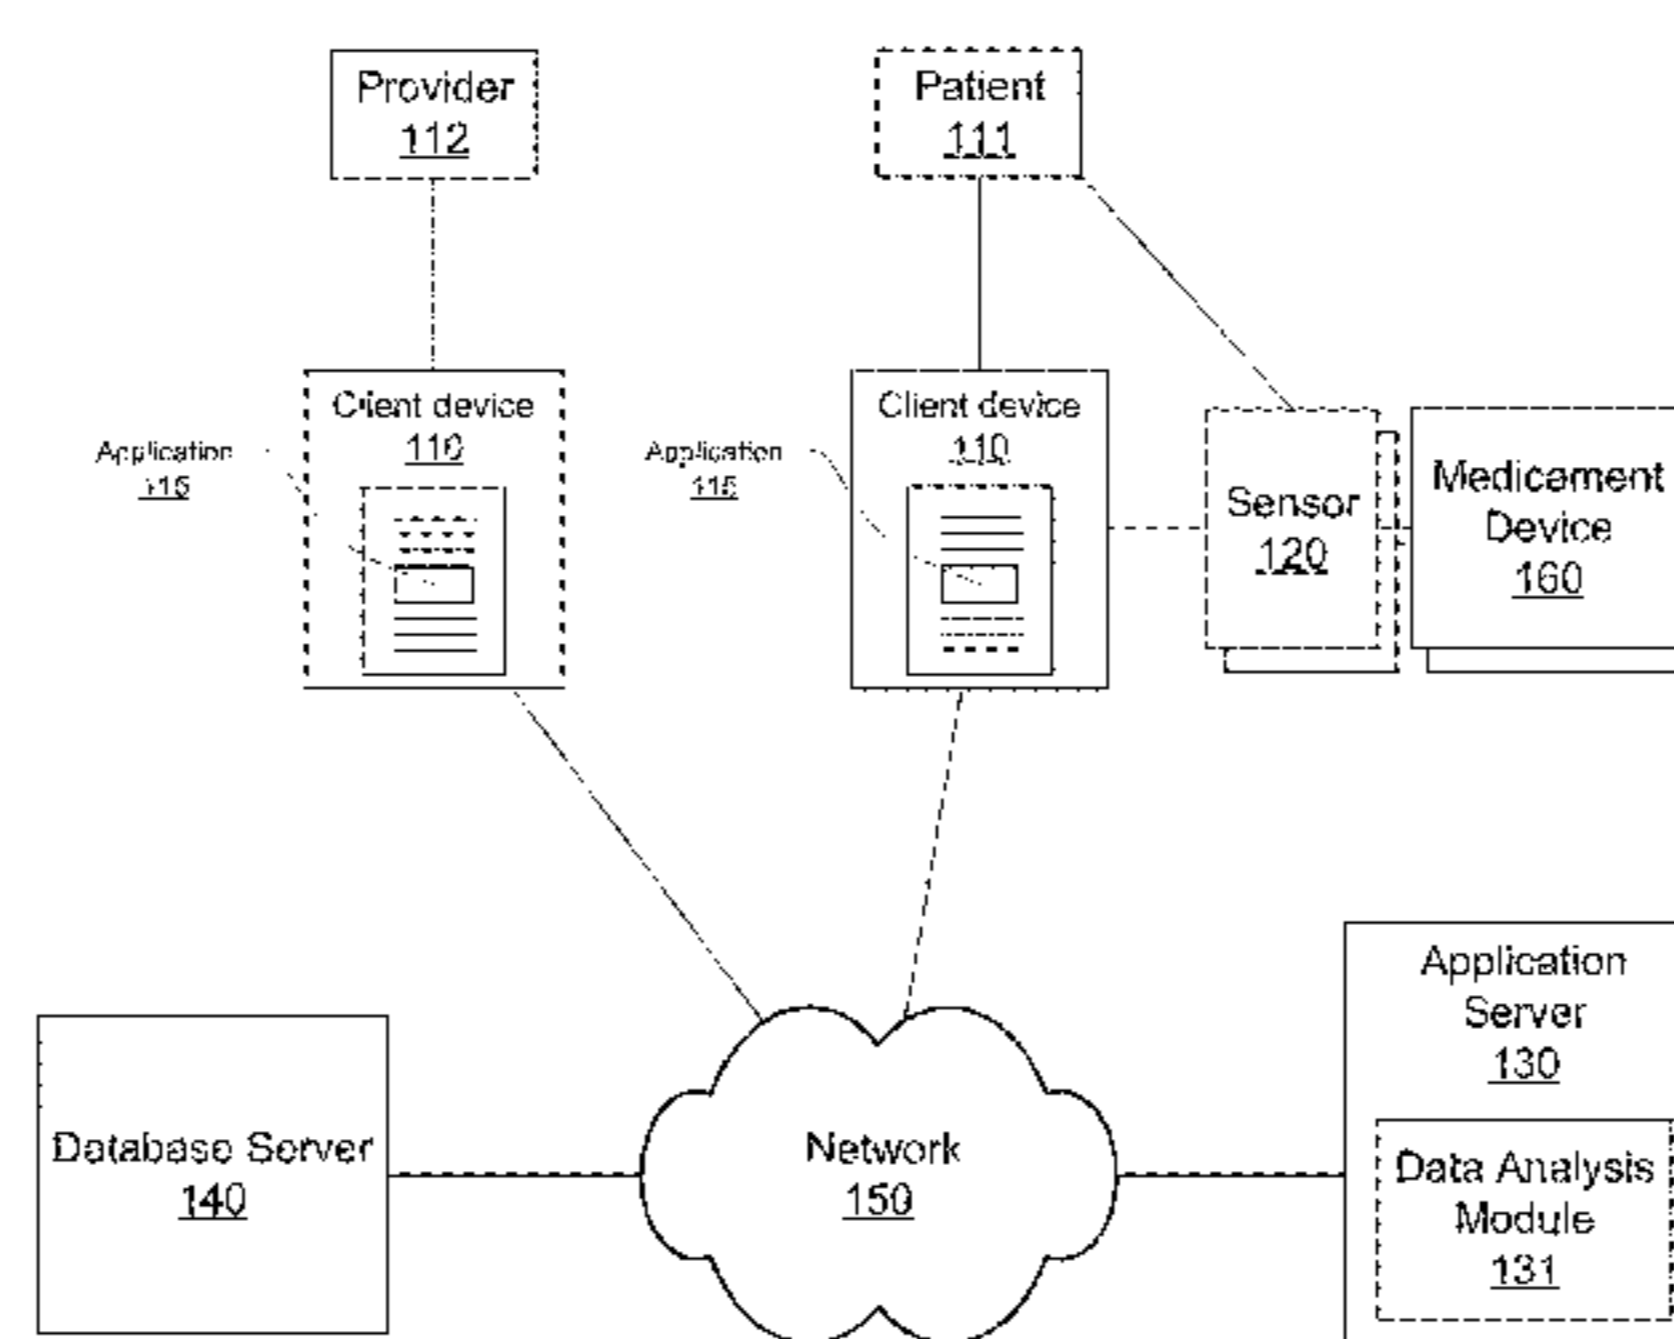 Provider
112
Patient
111
Client device
110
Application
115
Client device
110
Application
115
Sensor
120
Medicament
Device
160
Application
Server
130
Database Server
140
Network
150
Data Analysis
Module
131